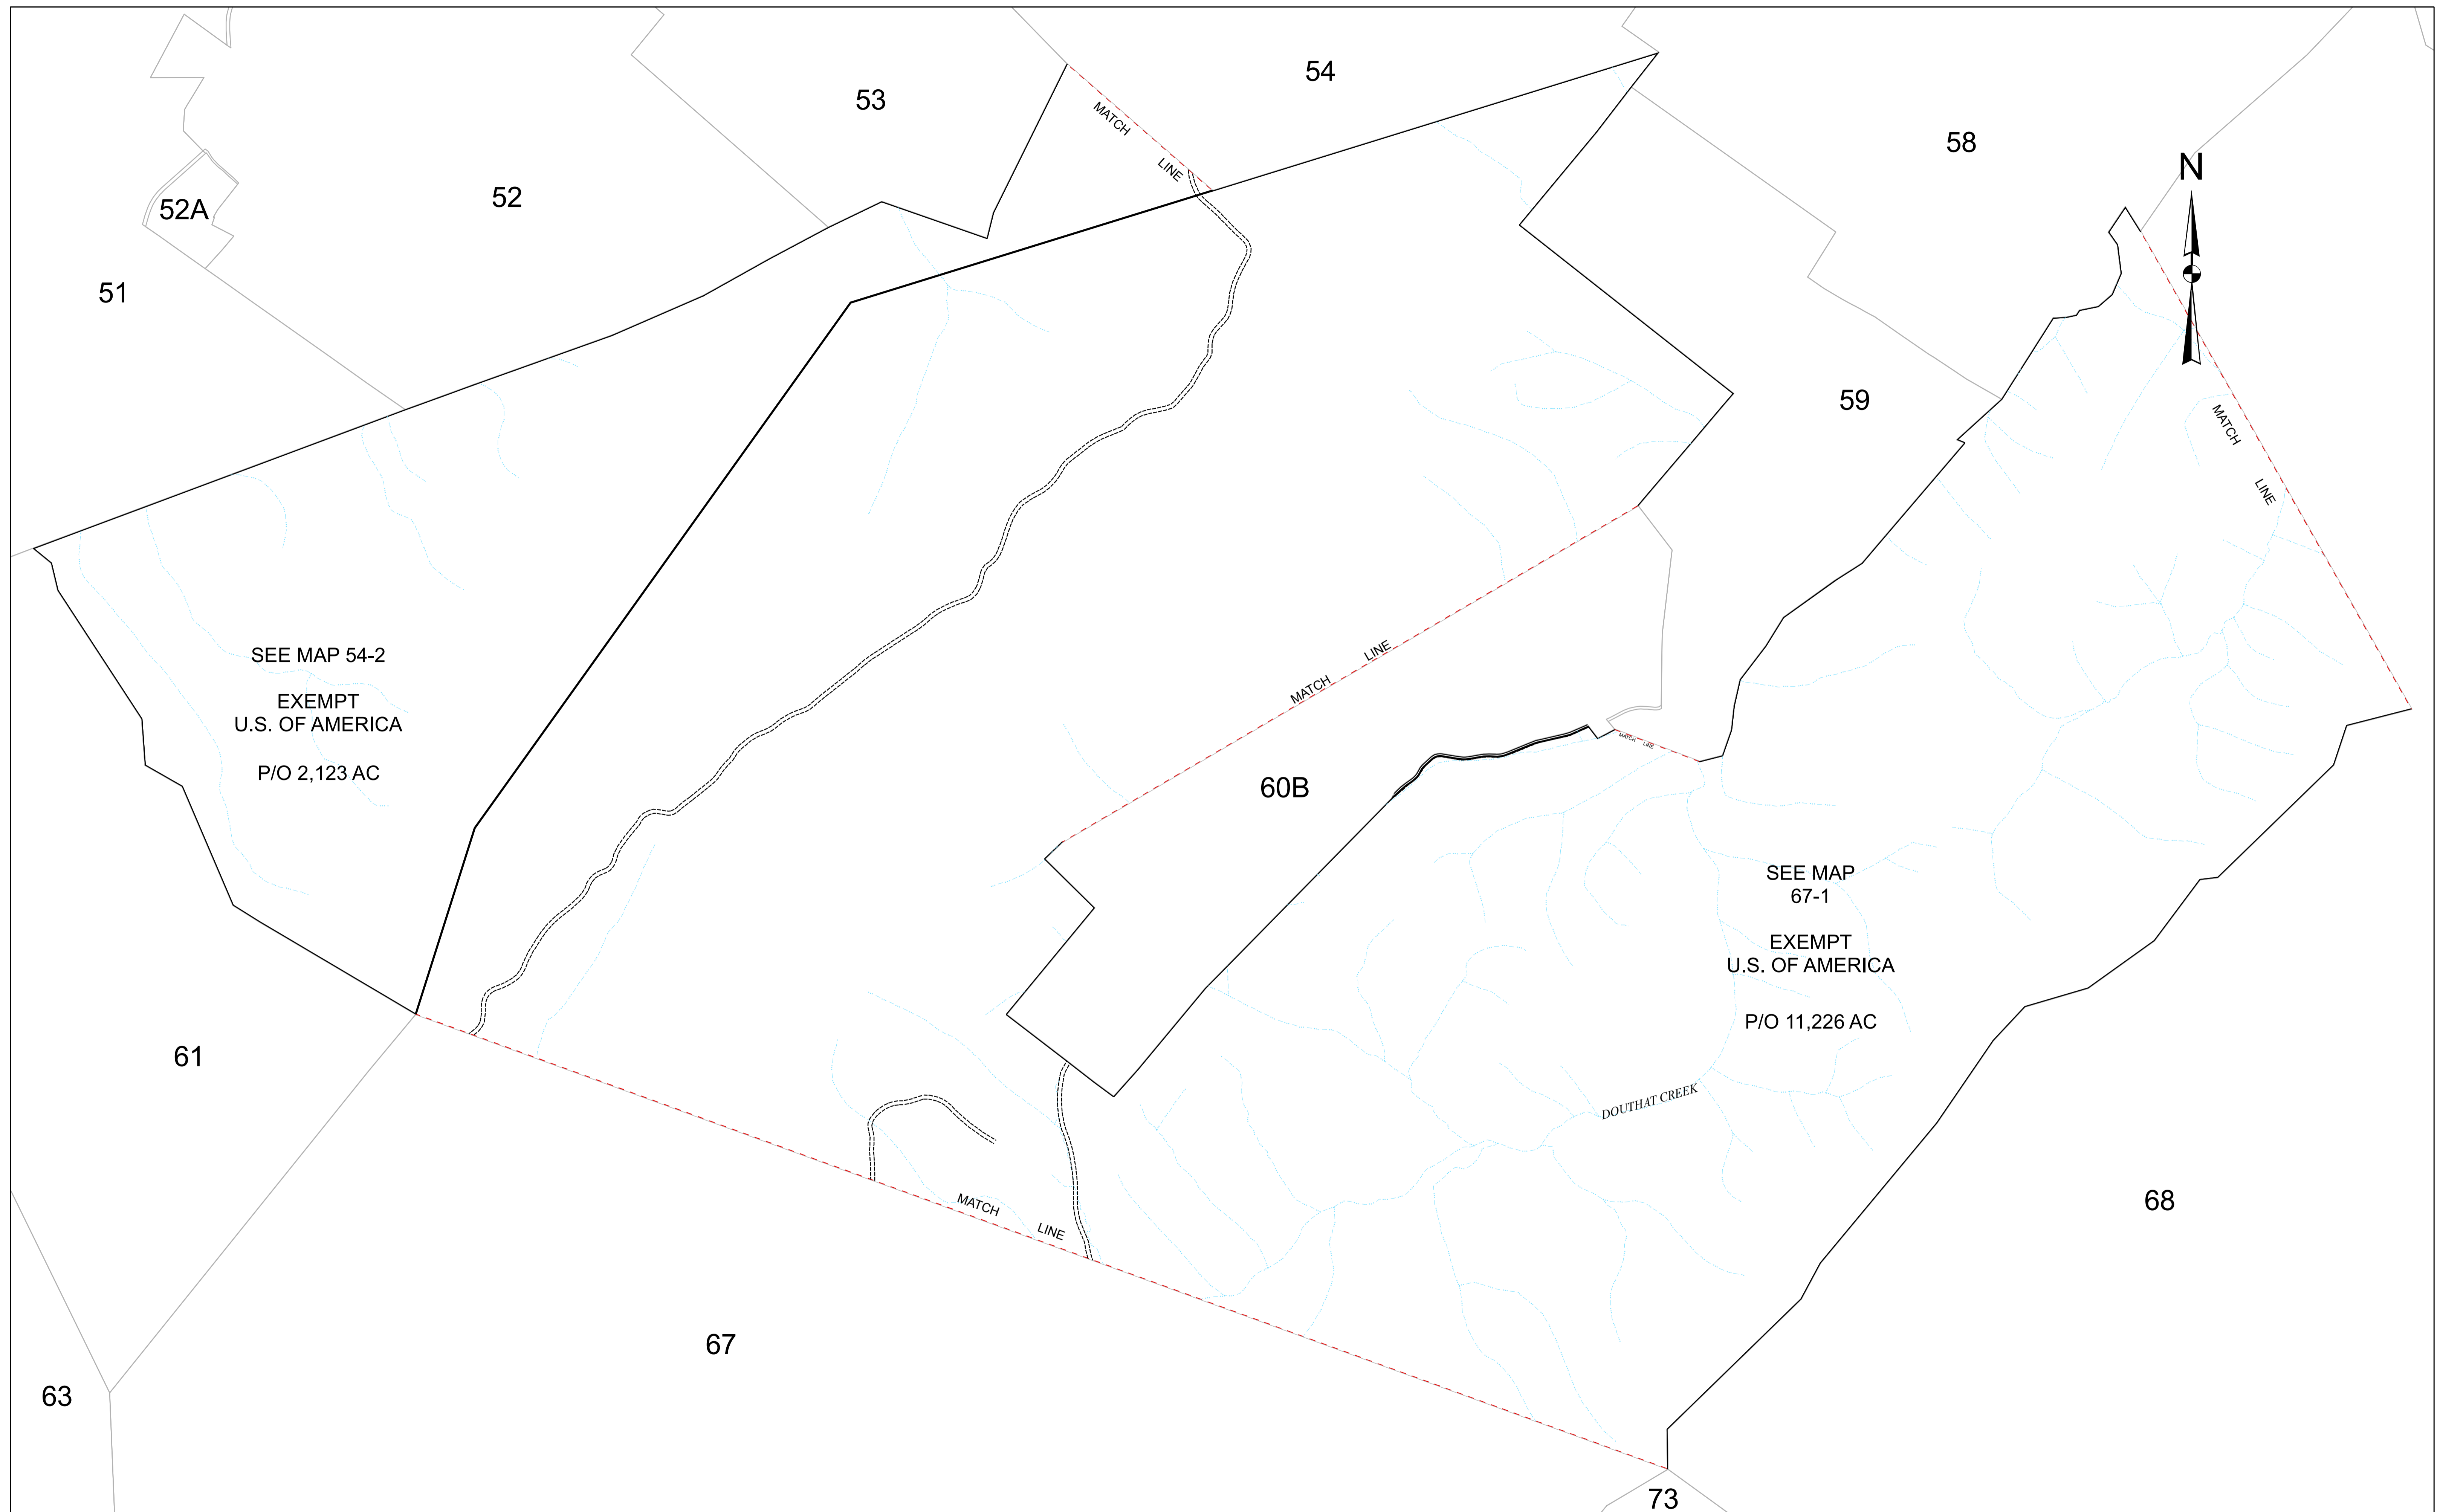 54
53
58
N
MATCH
LINE
52
52A
51
59
MATCH
LINE
SEE MAP 54-2
EXEMPT
U.S. OF AMERICA
P/O 2,123 AC
MATCH LINE
MATCH LINE
60B
SEE MAP
67-1
EXEMPT
U.S. OF AMERICA
P/O 11,226 AC
61
DOUTHAT CREEK
MATCH
LINE
68
67
63
73